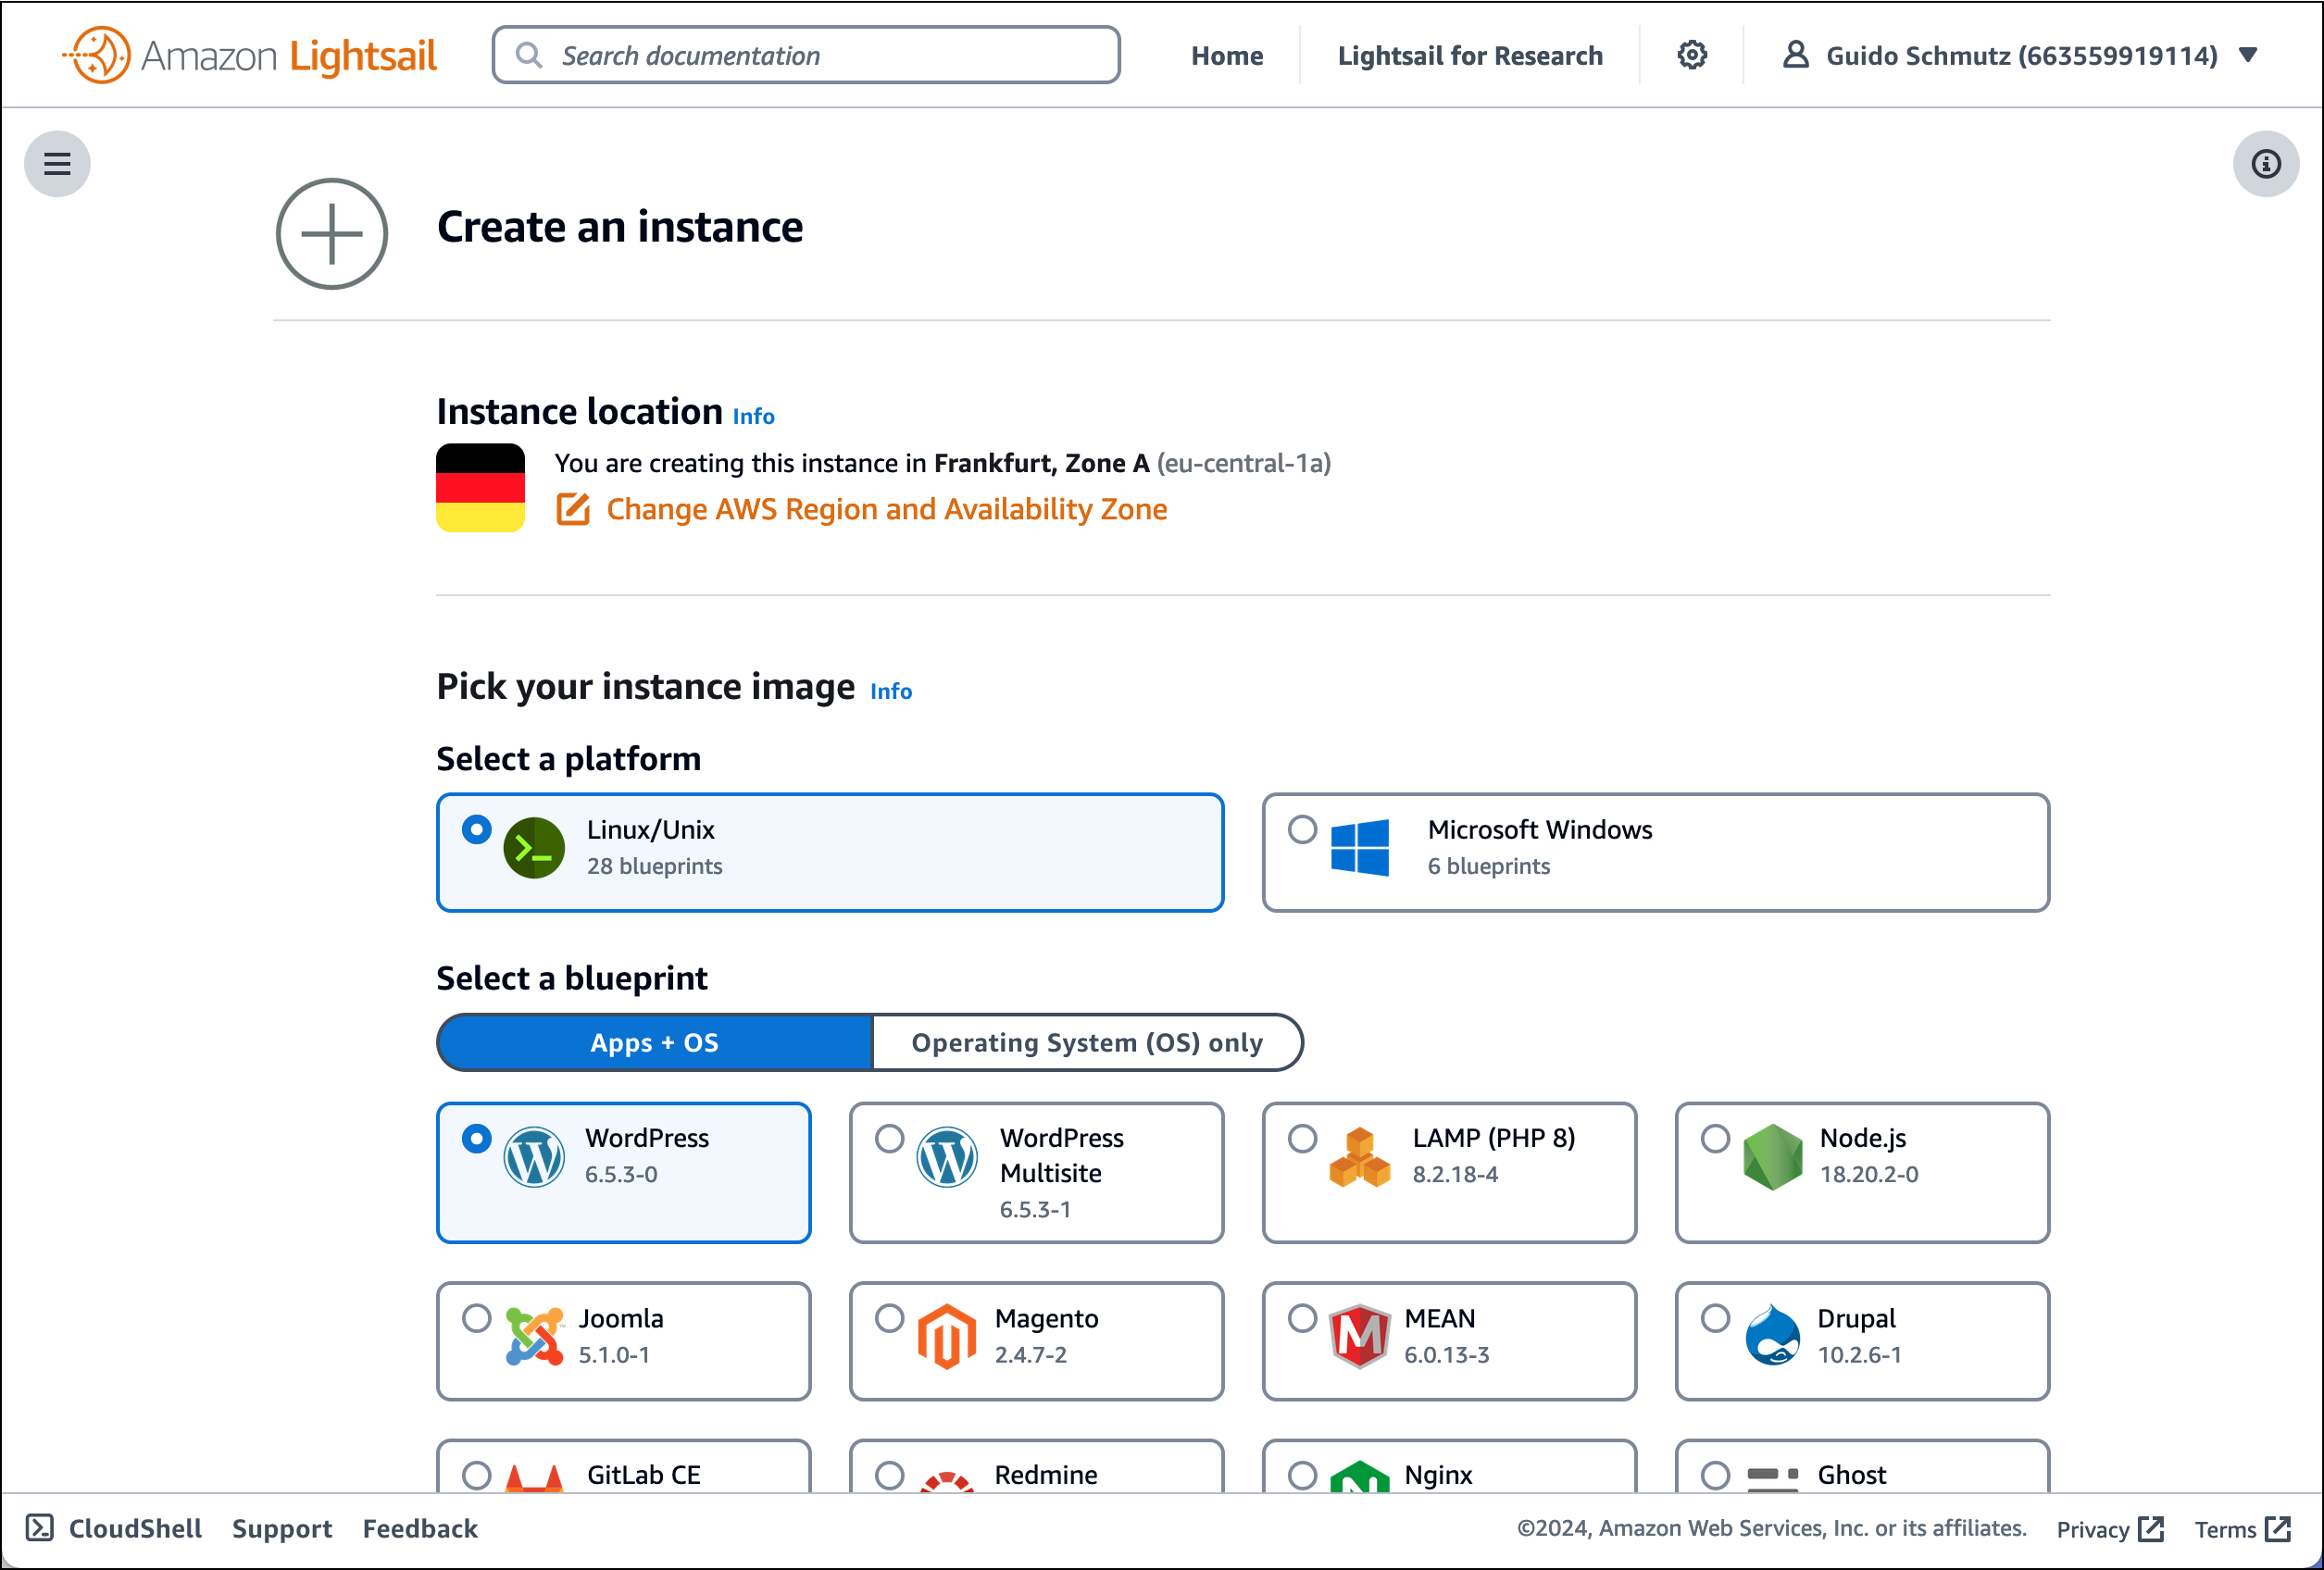 Amazon Lightsail
Search documentation
Home
Lightsail for Research
Guido Schmutz (663559919114)
Create an instance
Instance location Info
You are creating this instance in Frankfurt, Zone A (eu-central-1a)
Change AWS Region and Availability Zone
Pick your instance image Info
Select a platform
Linux/Unix
28 blueprints
Microsoft Windows
6 blueprints
Select a blueprint
Apps + OS
Operating System (OS) only
WordPress
6.5.3-0
WordPress
Multisite
6.5.3-1
LAMP (PHP 8)
8.2.18-4
Node.js
18.20.2-0
Joomla
5.1.0-1
Magento
2.4.7-2
MEAN
6.0.13-3
Drupal
10.2.6-1
GitLab CE
Redmine
Nginx
Ghost
CloudShell
Support
Feedback
©2024, Amazon Web Services, Inc. or its affiliates.
Privacy
Terms